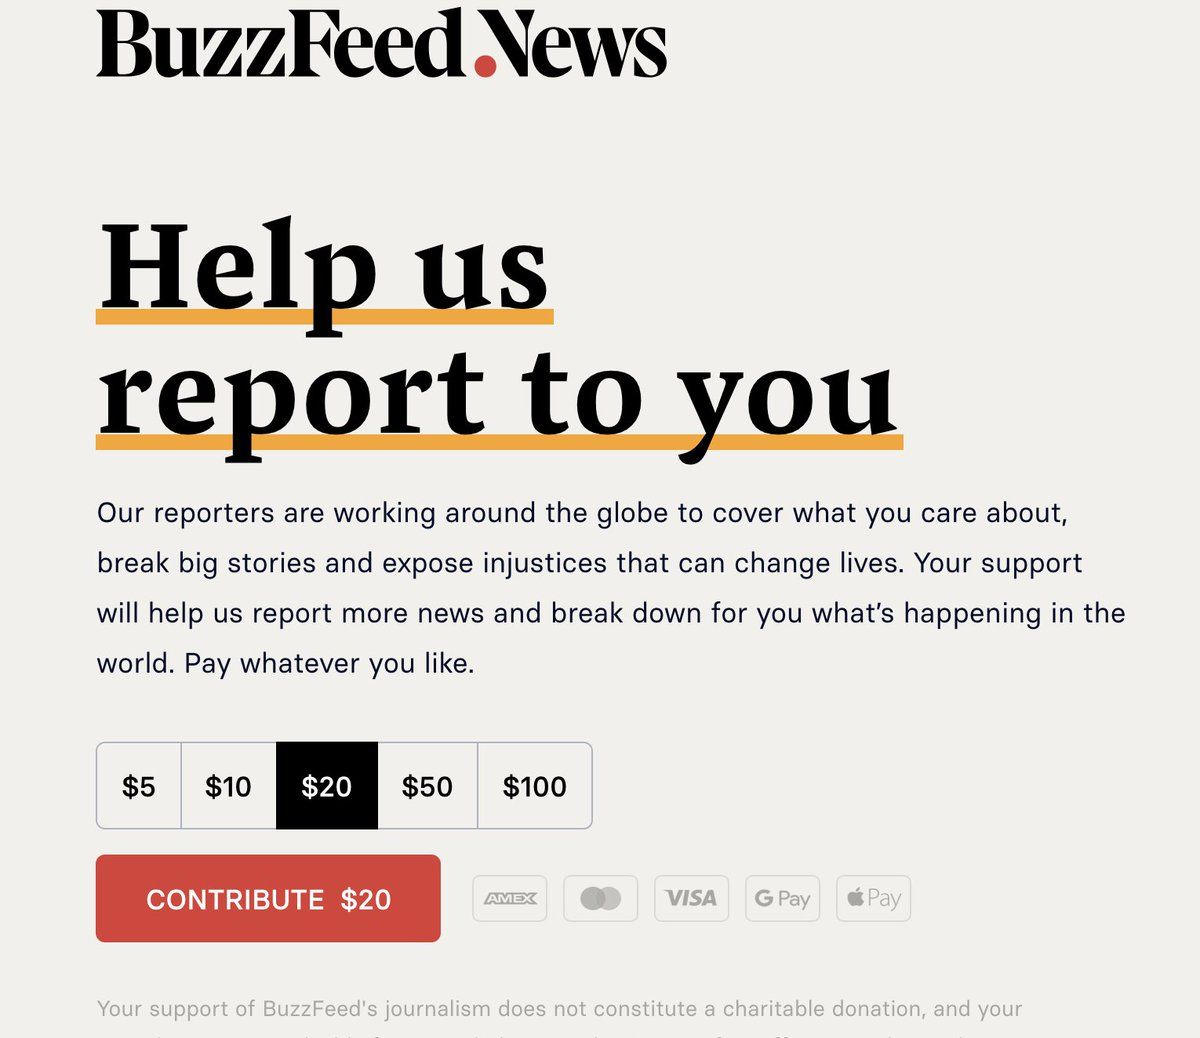 BuzzFeed News
Help us
report to you
Our reporters are working around the globe to cover what you care about,
break big stories and expose injustices that can change lives. Your support
will help us report more news and break down for you what’s happening in the
world. Pay whatever you like.
$5 $10 $20 $50 $100
CONTRIBUTE $20 AMEX VISA G Pay Pay
Your support of BuzzFeed's journalism does not constitute a charitable donation, and your